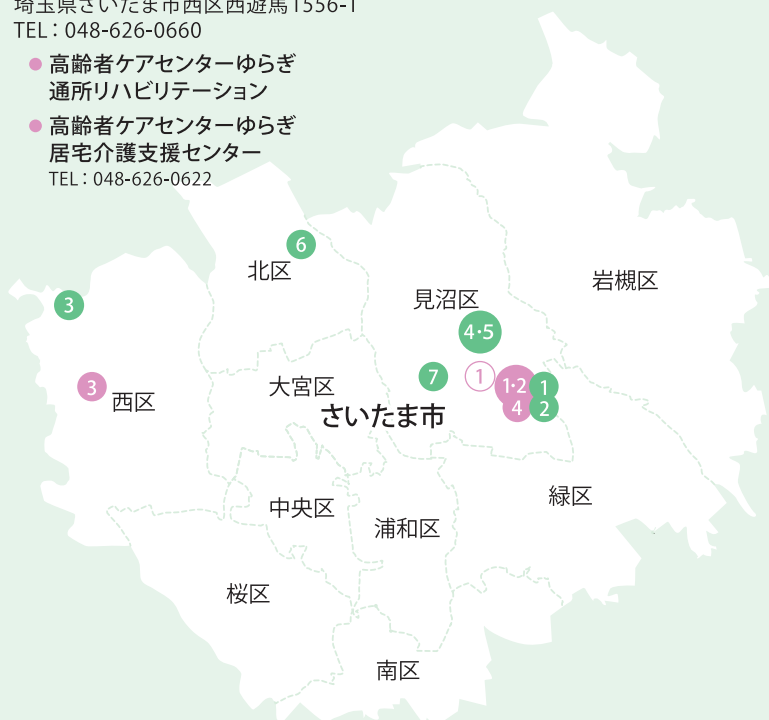 埼玉県さいたま市西区西遊馬1556-1
TEL：048-626-0660
● 高齢者ケアセンターゆらぎ
通所リハビリテーション
● 高齢者ケアセンターゆらぎ
居宅介護支援センター
TEL：048-626-0622
6
北区
岩槻区
3
見沼区
4・5
7
1
1・2
1
3
西区
大宮区
さいたま市
4
2
中央区
緑区
浦和区
桜区
南区